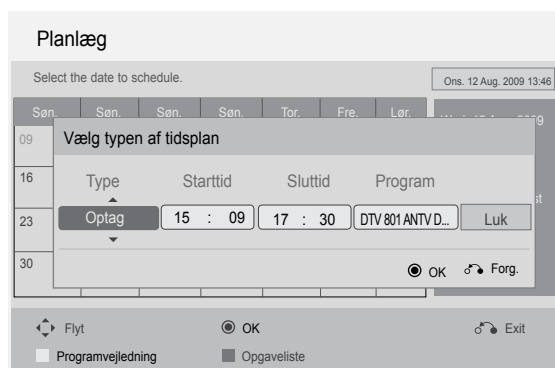 Planlæg
Select the date to schedule.
Ons. 12 Aug. 2009 13:46
Søn. Søn. Søn. Søn. Tor. Fre. Lør.
09
Vælg typen af tidsplan
16
Type Starttid Sluttid Program
23
Optag 15 : 09 17 : 30 DTV 801 ANTV D... Luk
30
OK Forg.
Flyt OK Exit
Programvejledning Opgaveliste